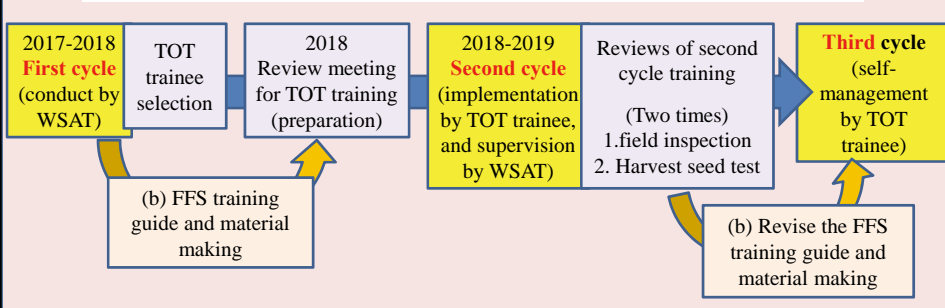 2017-2018
First cycle
(conduct by
WSAT)
TOT
trainee
selection
2018
Review meeting
for TOT training
(preparation)
2018-2019
Second cycle
(implementation
by TOT trainee,
and supervision
by WSAT)
Reviews of second
cycle training
(Two times)
1.field inspection
2. Harvest seed test
Third cycle
(self-
management
by TOT
trainee)
(b) FFS training
guide and material
making
(b) Revise the FFS
training guide and
material making